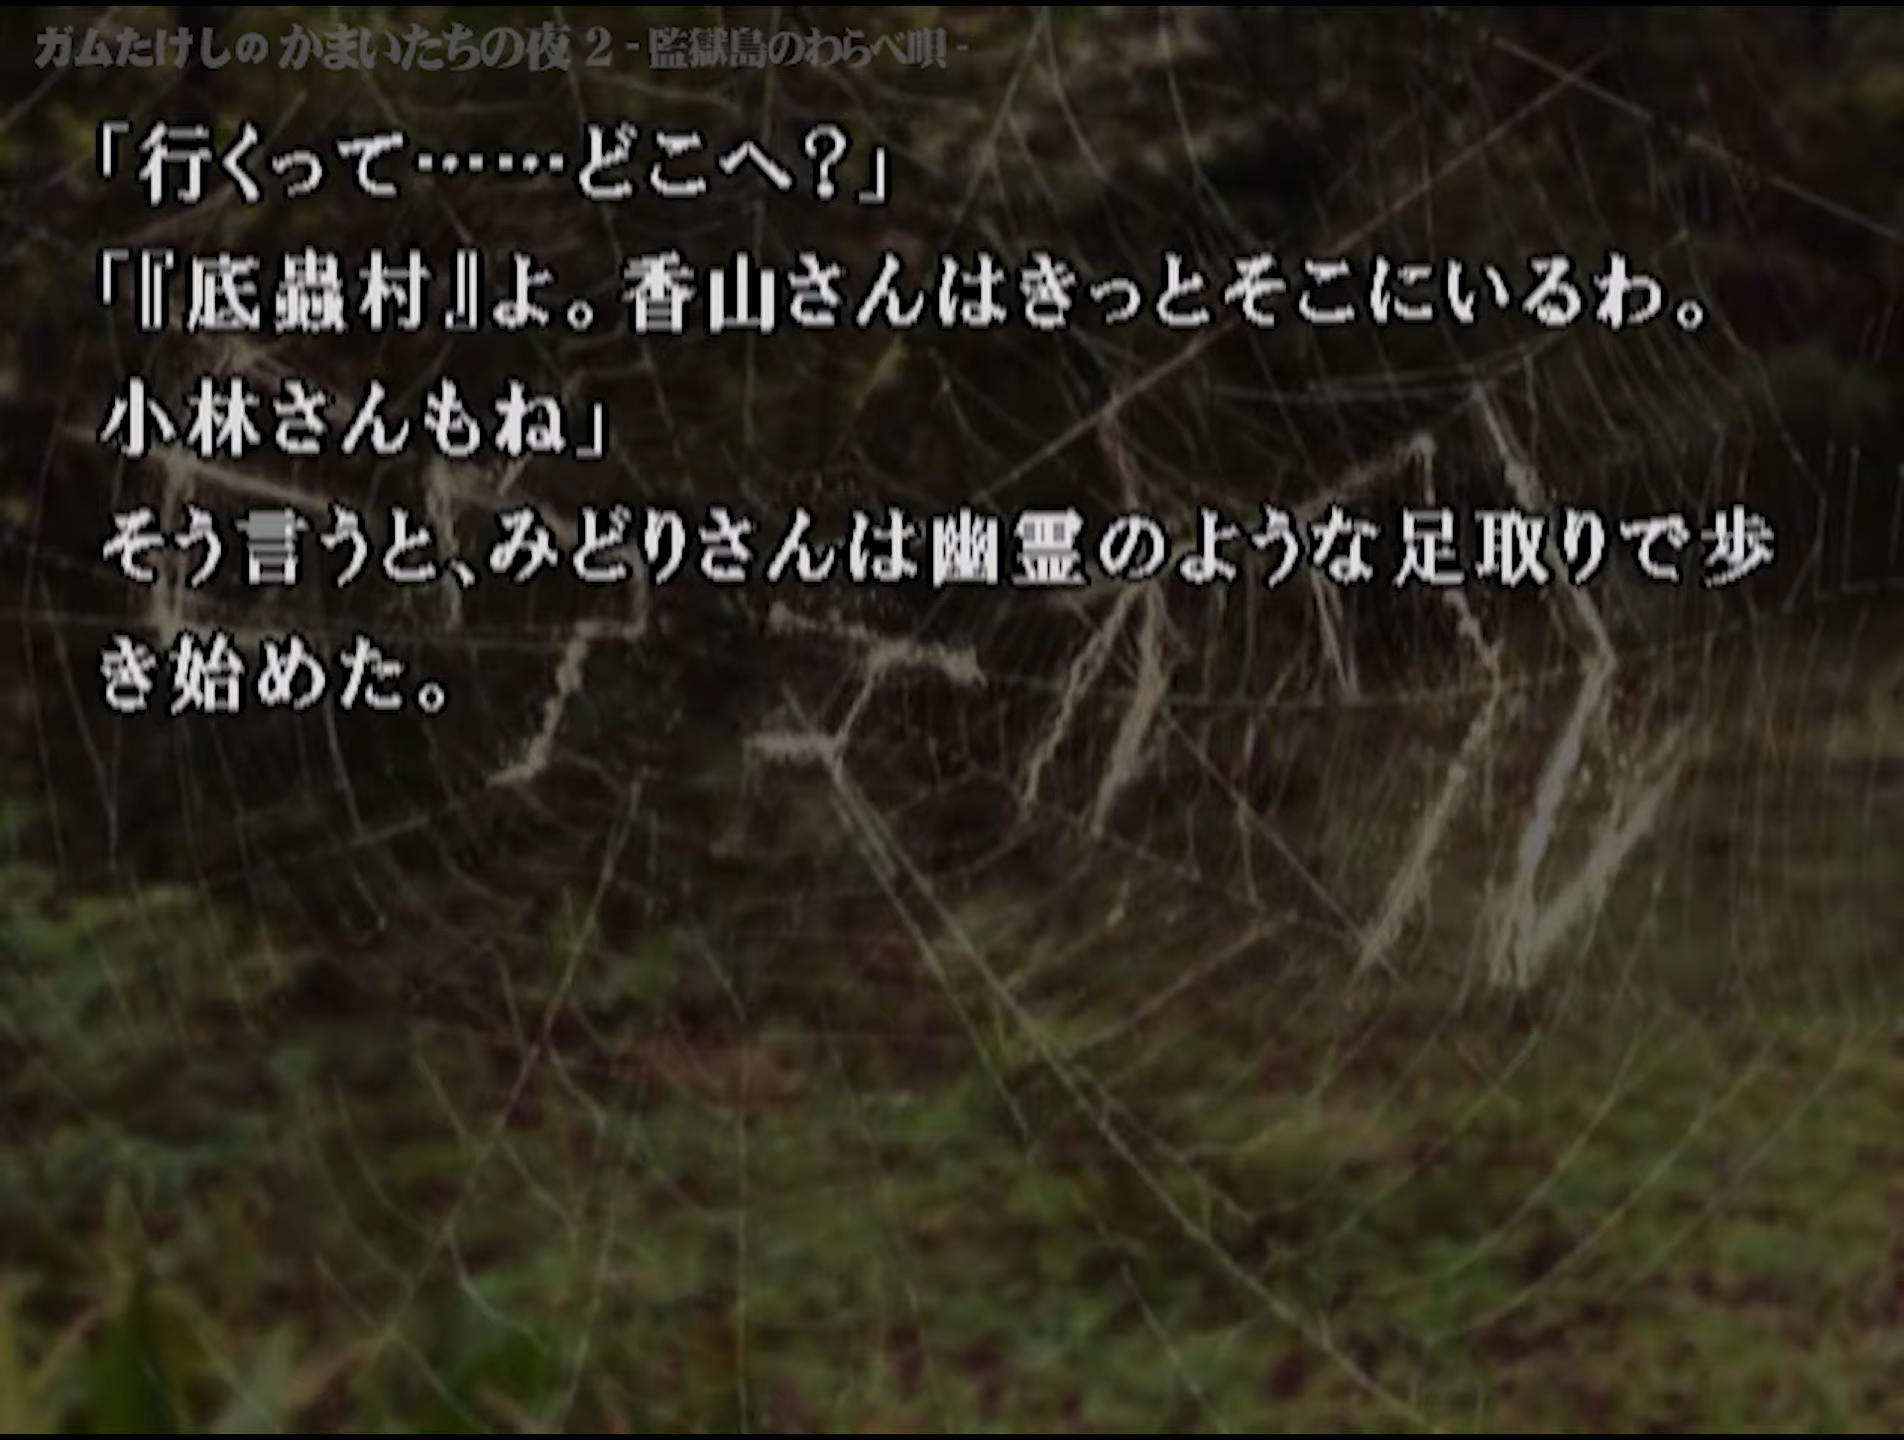 ガムたけしの かまいたちの夜 2 - 監獄島のわらべ唄 -
「行くって……どこへ?」
「『底蟲村』よ。香山さんはきっとそこにいるわ。
小林さんもね」
そう言うと、みどりさんは幽霊のような足取りで歩
き始めた。